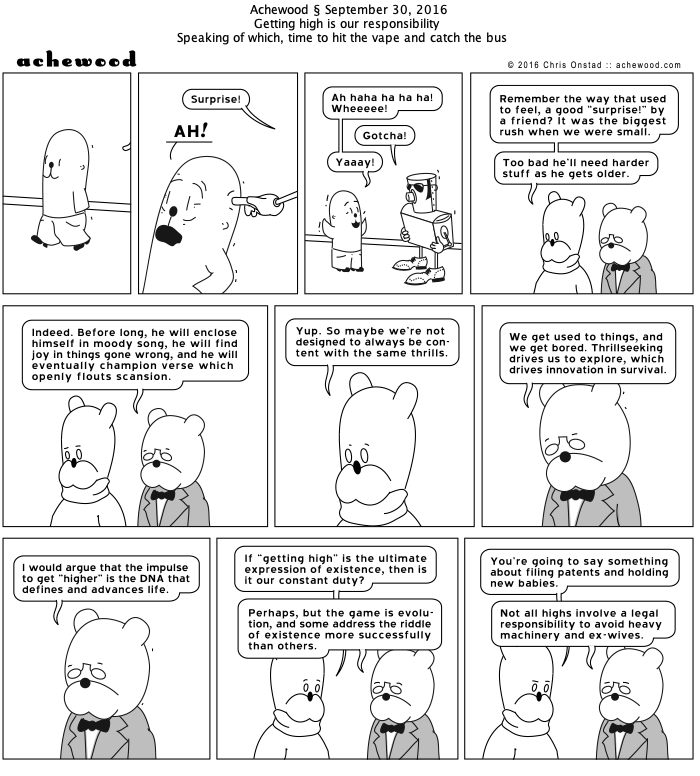 Achewood § September 30, 2016
Getting high is our responsibility
Speaking of which, time to hit the vape and catch the bus
achewood
© 2016 Chris Onstad :: achewood.com
Surprise!
AH!
Ah haha ha ha ha!
Wheeeee!
Gotcha!
Yaaay!
Remember the way that used
to feel, a good "surprise!" by
a friend? It was the biggest
rush when we were small.
Too bad he'll need harder
stuff as he gets older.
Indeed. Before long, he will enclose
himself in moody song, he will find
joy in things gone wrong, and he will
eventually champion verse which
openly flouts scansion.
Yup. So maybe we're not
designed to always be con-
tent with the same thrills.
We get used to things, and
we get bored. Thrillseeking
drives us to explore, which
drives innovation in survival.
I would argue that the impulse
to get "higher" is the DNA that
defines and advances life.
If "getting high" is the ultimate
expression of existence, then is
it our constant duty?
Perhaps, but the game is evolu-
tion, and some address the riddle
of existence more successfully
than others.
You're going to say something
about filing patents and holding
new babies.
Not all highs involve a legal
responsibility to avoid heavy
machinery and ex-wives.